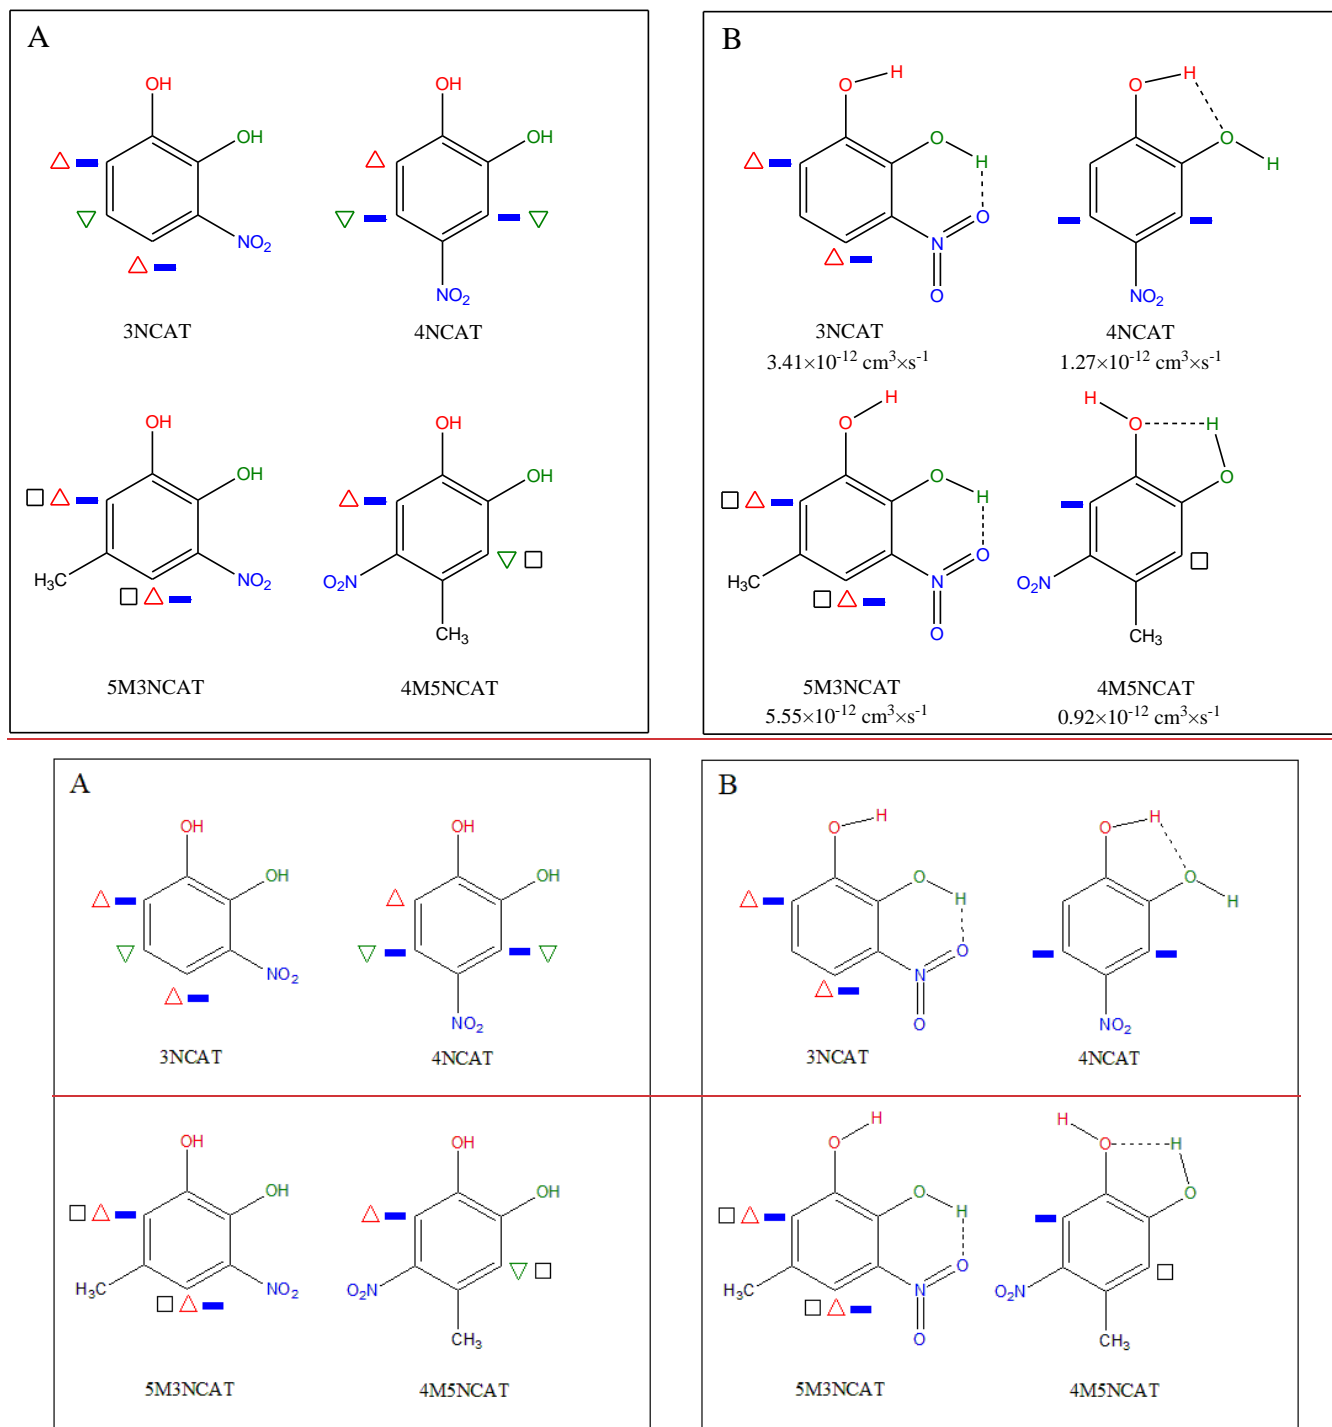 A
B
OH
OH
NO2
3NCAT
OH
OH
NO2
4NCAT
O H
O H
N O
O
3NCAT
3.41×10-12 cm3×s-1
O H
O H
NO2
4NCAT
1.27×10-12 cm3×s-1
OH
OH
H3C
NO2
5M3NCAT
OH
OH
O2N
CH3
4M5NCAT
O H
O H
H3C
N O
O
5M3NCAT
5.55×10-12 cm3×s-1
H O H
O
O2N
CH3
4M5NCAT
0.92×10-12 cm3×s-1
A
B
OH
OH
NO2
3NCAT
OH
OH
NO2
4NCAT
O H
O H
N O
O
3NCAT
O H
O H
NO2
4NCAT
OH
OH
H3C
NO2
5M3NCAT
OH
OH
O2N
CH3
4M5NCAT
O H
O H
H3C
N O
O
5M3NCAT
H O H
O
O2N
CH3
4M5NCAT